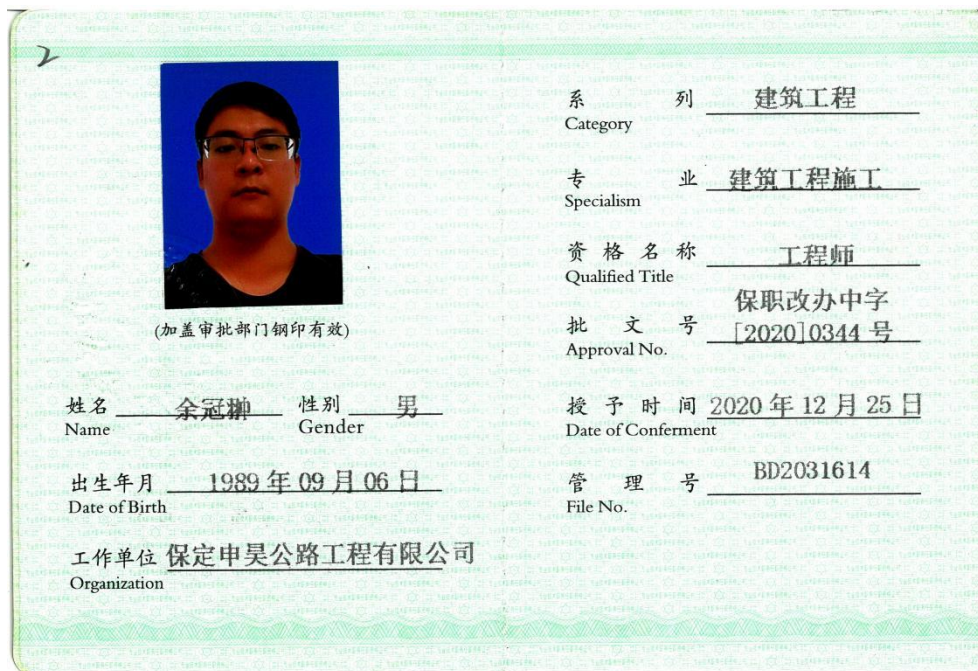 2
(加盖审批部门钢印有效)
姓名 余冠翀 性别 男
Name Gender
出生年月 1989 年 09 月 06 日
Date of Birth
工作单位 保定申昊公路工程有限公司
Organization
系 列 建筑工程
Category
专 业 建筑工程施工
Specialism
资 格 名 称 工程师
Qualified Title
保职改办中字
批 文 号 [2020]0344 号
Approval No.
授 予 时 间 2020 年 12 月 25 日
Date of Conferment
管 理 号 BD2031614
File No.